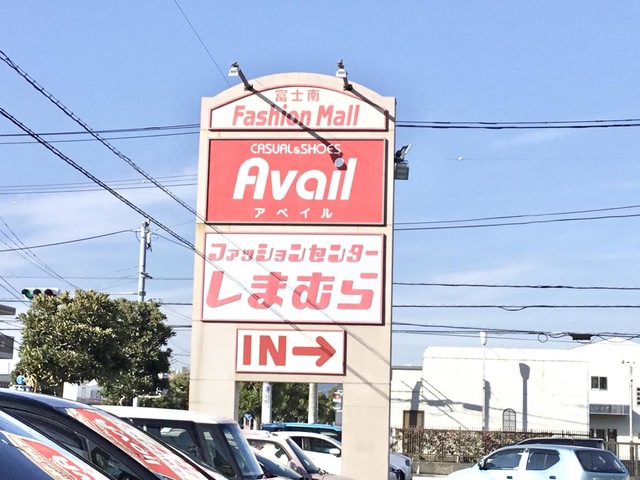 富士南
Fashion Mall
CASUAL&SHOES
Avail
アベイル
ファッションセンター
しまむら
IN→